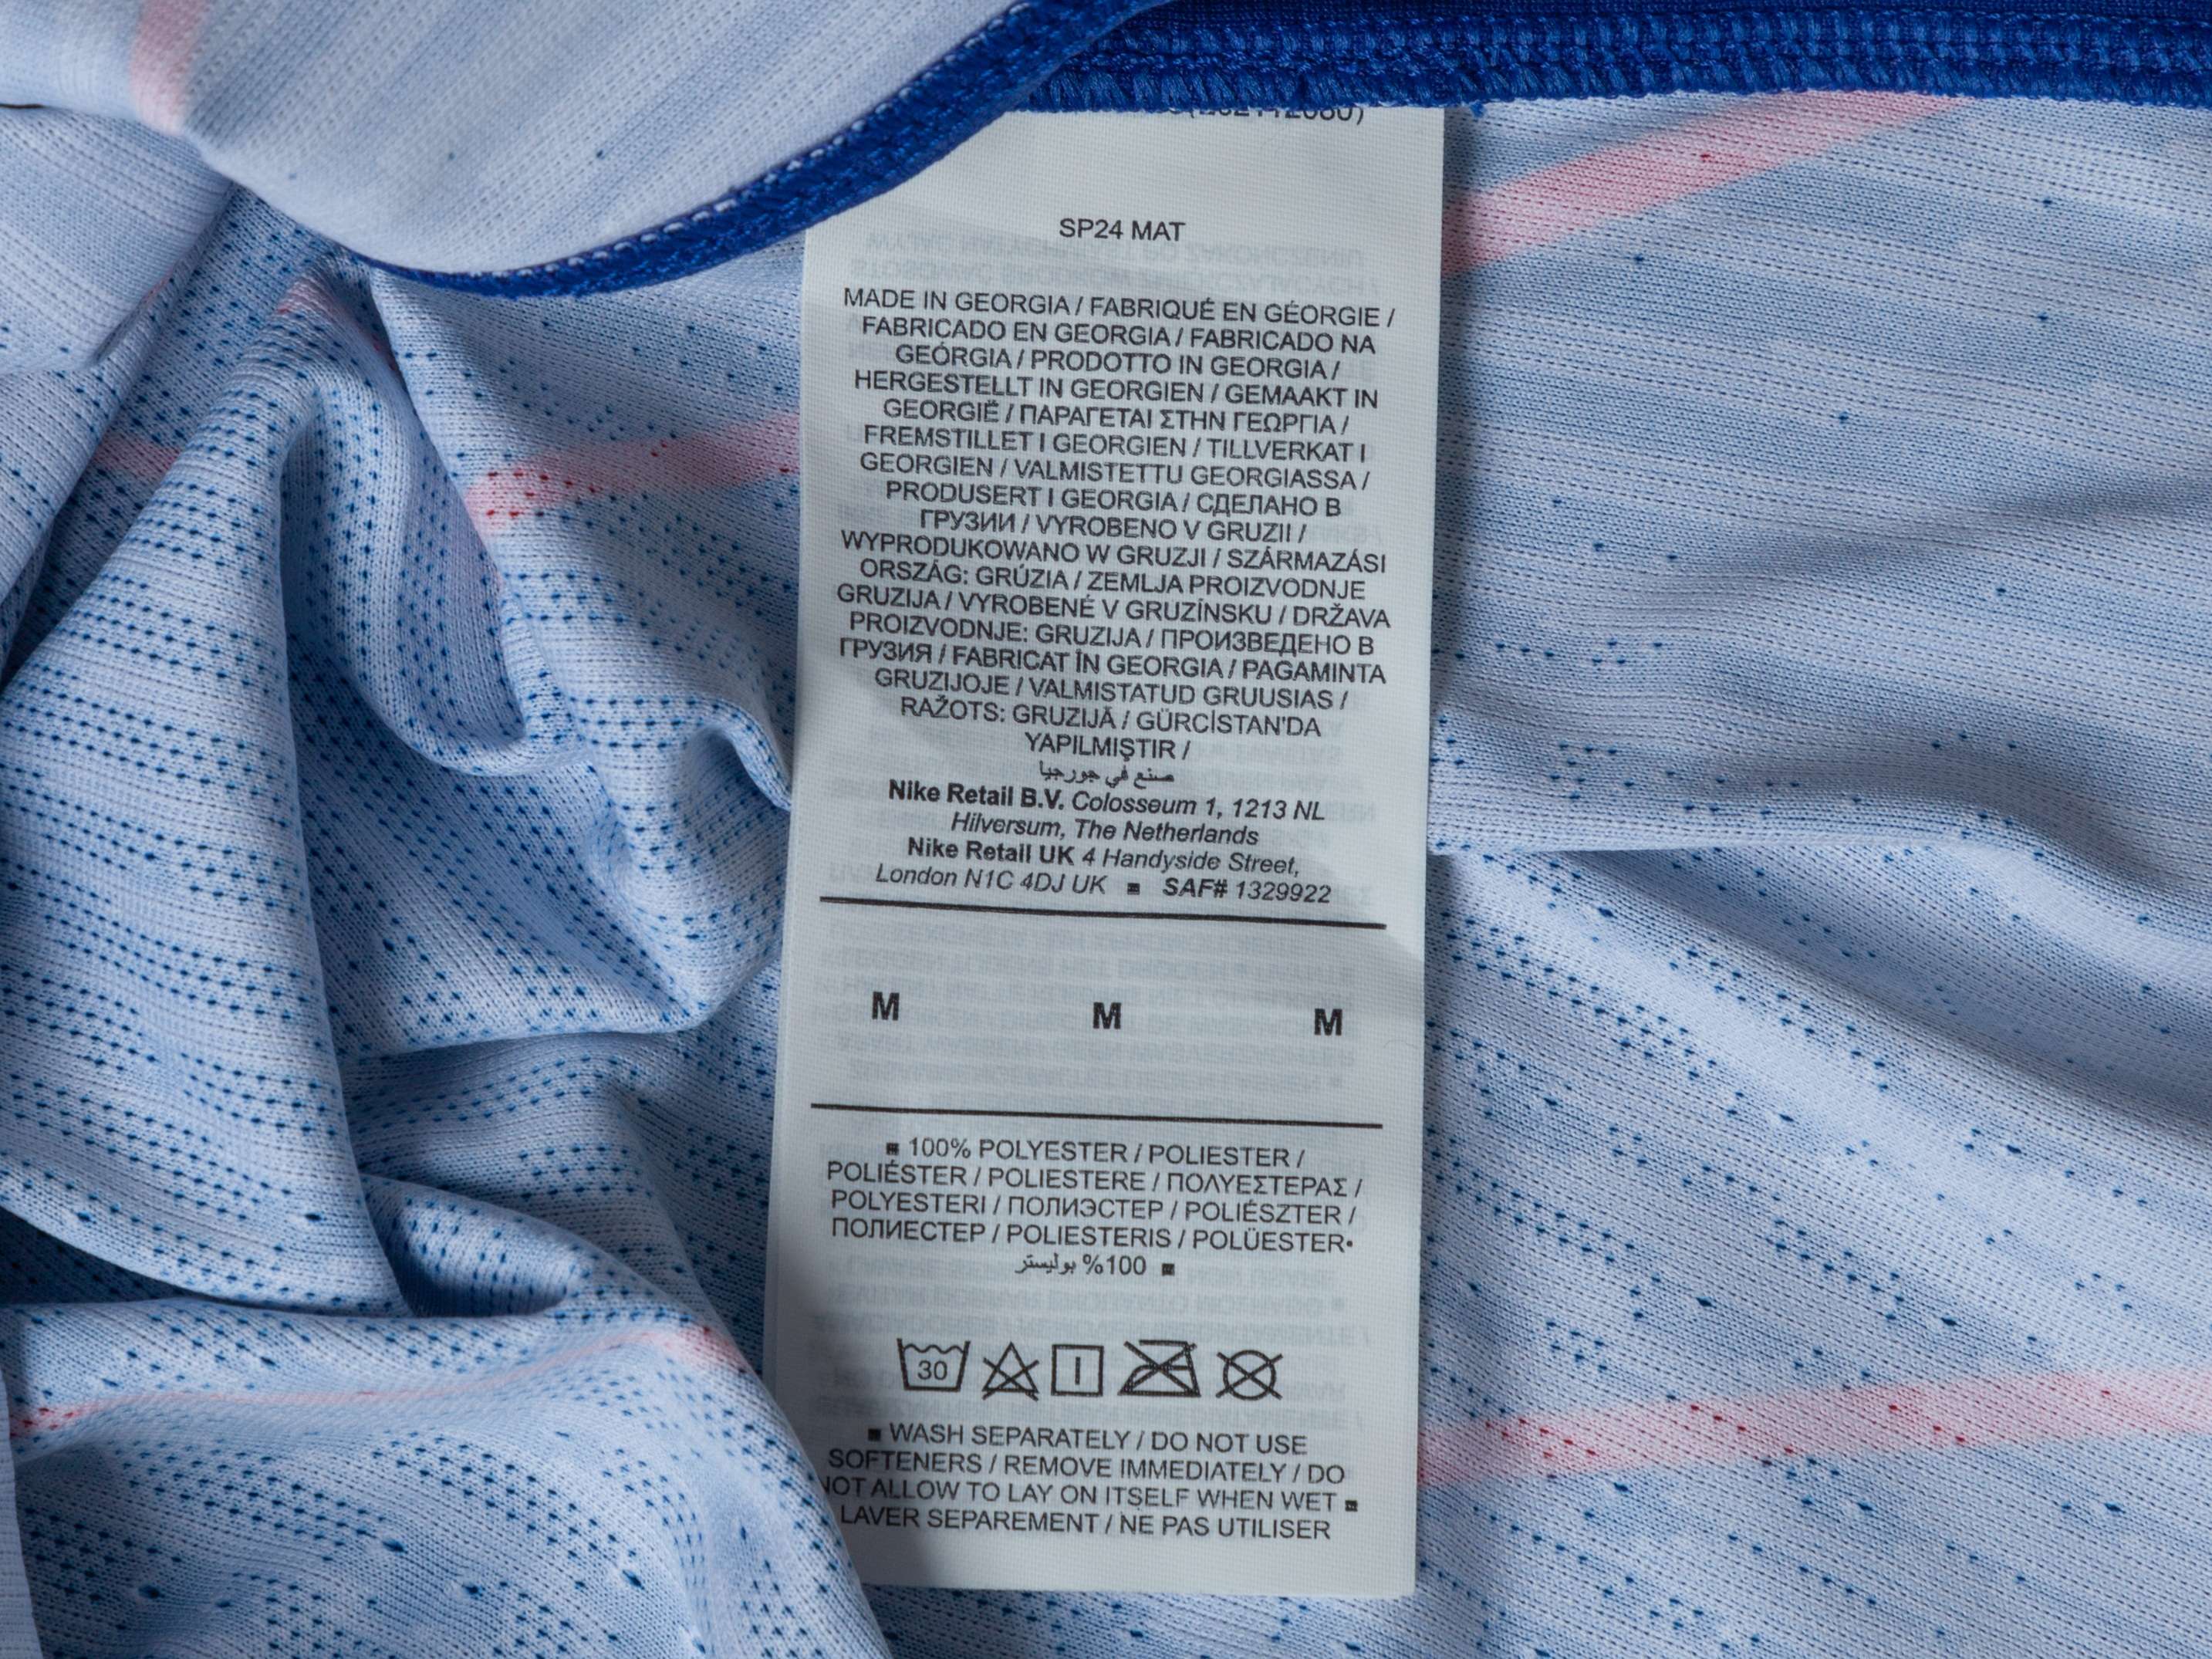 SP24 MAT
MADE IN GEORGIA / FABRIQUÉ EN GÉORGIE /
FABRICADO EN GEORGIA / FABRICADO NA
GEÓRGIA / PRODOTTO IN GEORGIA /
HERGESTELLT IN GEORGIEN / GEMAAKT IN
GEORGIË / ΠΑΡΑΓΕΤΑΙ ΣΤΗΝ ΓΕΩΡΓΙΑ /
FREMSTILLET I GEORGIEN / TILLVERKAT I
GEORGIEN / VALMISTETTU GEORGIASSA /
PRODUSERT I GEORGIA / СДЕЛАНО В
ГРУЗИИ / VYROBENO V GRUZII /
WYPRODUKOWANO W GRUZJI / SZÁRMAZÁSI
ORSZÁG: GRÚZIA / ZEMLJA PROIZVODNJE
GRUZIJA / VYROBENÉ V GRUZÍNSKU / DRŽAVA
PROIZVODNJE: GRUZIJA / ПРОИЗВЕДЕНО В
ГРУЗИЯ / FABRICAT ÎN GEORGIA / PAGAMINTA
GRUZIJOJE / VALMISTATUD GRUUSIAS /
RAŽOTS: GRUZIJĀ / GÜRCİSTAN'DA
YAPILMIŞTIR /
صنع في جورجيا
Nike Retail B.V. Colosseum 1, 1213 NL
Hilversum, The Netherlands
Nike Retail UK 4 Handyside Street,
London N1C 4DJ UK ▪ SAF# 1329922
M M M
▪ 100% POLYESTER / POLIESTER /
POLIÉSTER / POLIESTERE / ΠΟΛΥΕΣΤΕΡΑΣ /
POLYESTERI / ПОЛИЭСТЕР / POLIÉSZTER /
ПОЛИЕСТЕР / POLIESTERIS / POLÜESTER•
▪ 100% بوليستر
30
▪ WASH SEPARATELY / DO NOT USE
SOFTENERS / REMOVE IMMEDIATELY / DO
NOT ALLOW TO LAY ON ITSELF WHEN WET ▪
LAVER SEPAREMENT / NE PAS UTILISER